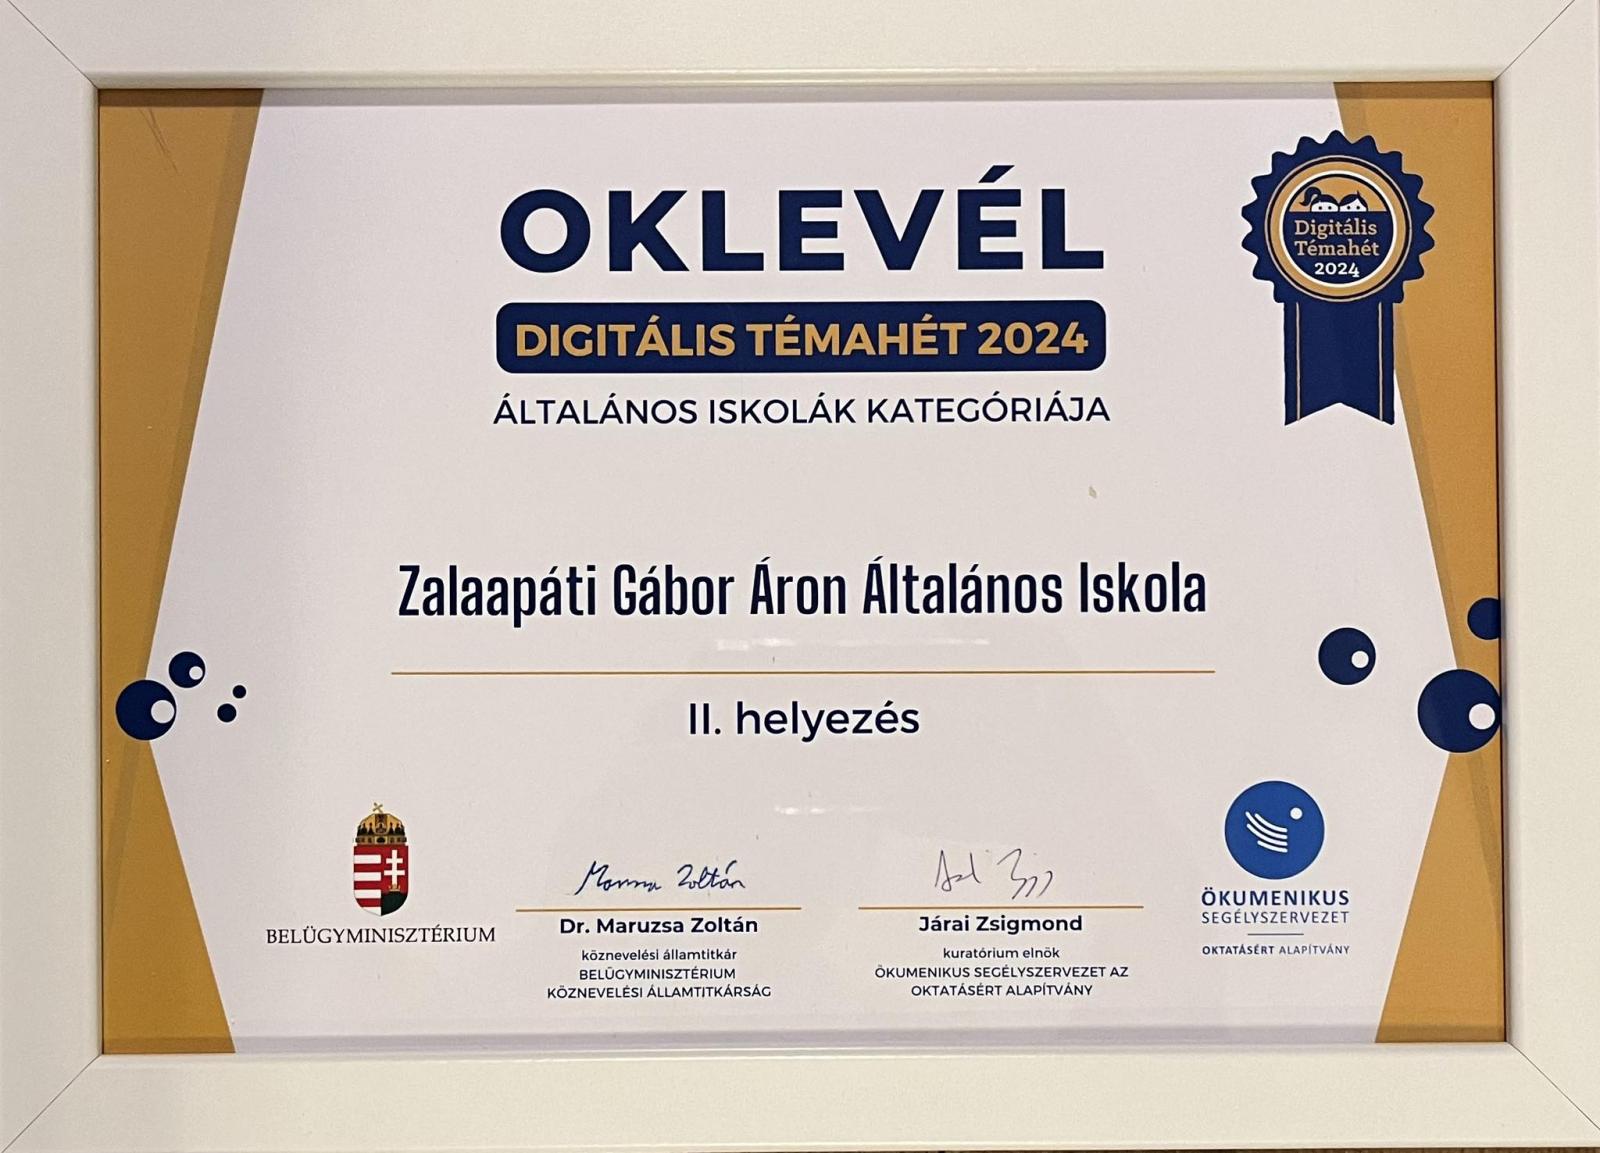 OKLEVÉL
DIGITÁLIS TÉMAHÉT 2024
ÁLTALÁNOS ISKOLÁK KATEGÓRIÁJA
Digitális
Témahét
2024
Zalaapáti Gábor Áron Általános Iskola
II. helyezés
BELÜGYMINISZTÉRIUM
Dr. Maruzsa Zoltán
köznevelési államtitkár
BELÜGYMINISZTÉRIUM
KÖZNEVELÉSI ÁLLAMTITKÁRSÁG
Járai Zsigmond
kuratórium elnök
ÖKUMENIKUS SEGÉLYSZERVEZET AZ
OKTATÁSÉRT ALAPÍTVÁNY
ÖKUMENIKUS
SEGÉLYSZERVEZET
OKTATÁSÉRT ALAPÍTVÁNY